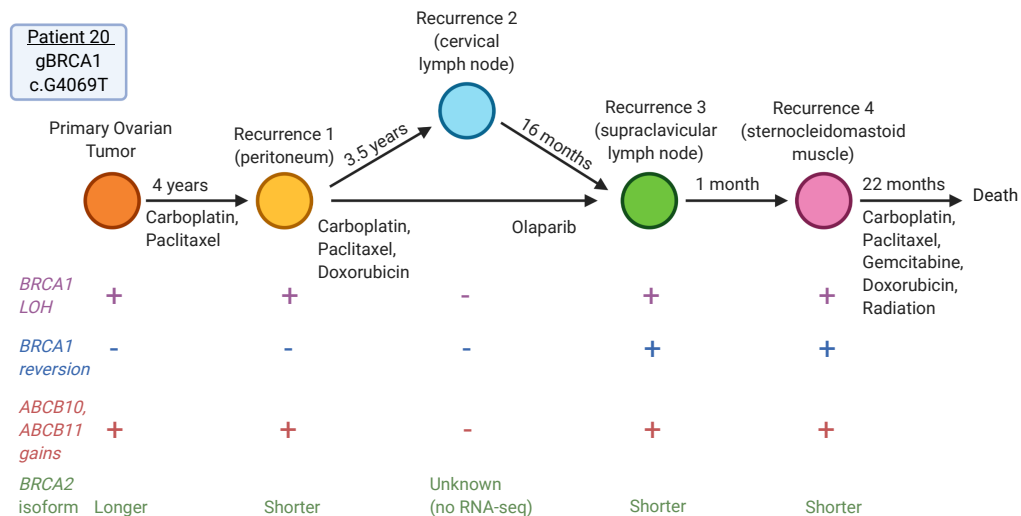 Patient 20
gBRCA1
c.G4069T
Primary Ovarian
Tumor
4 years
Carboplatin,
Paclitaxel
Recurrence 1
(peritoneum)
3.5 years
Carboplatin,
Paclitaxel,
Doxorubicin
Recurrence 2
(cervical
lymph node)
16 months
Olaparib
Recurrence 3
(supraclavicular
lymph node)
1 month
Recurrence 4
(sternocleidomastoid
muscle)
22 months
Carboplatin,
Paclitaxel,
Gemcitabine,
Doxorubicin,
Radiation
Death
BRCA1
LOH
+ + - + +
BRCA1
reversion
- - - + +
ABCB10,
ABCB11
gains
+ + - + +
BRCA2
isoform
Longer
Shorter
Unknown
(no RNA-seq)
Shorter
Shorter